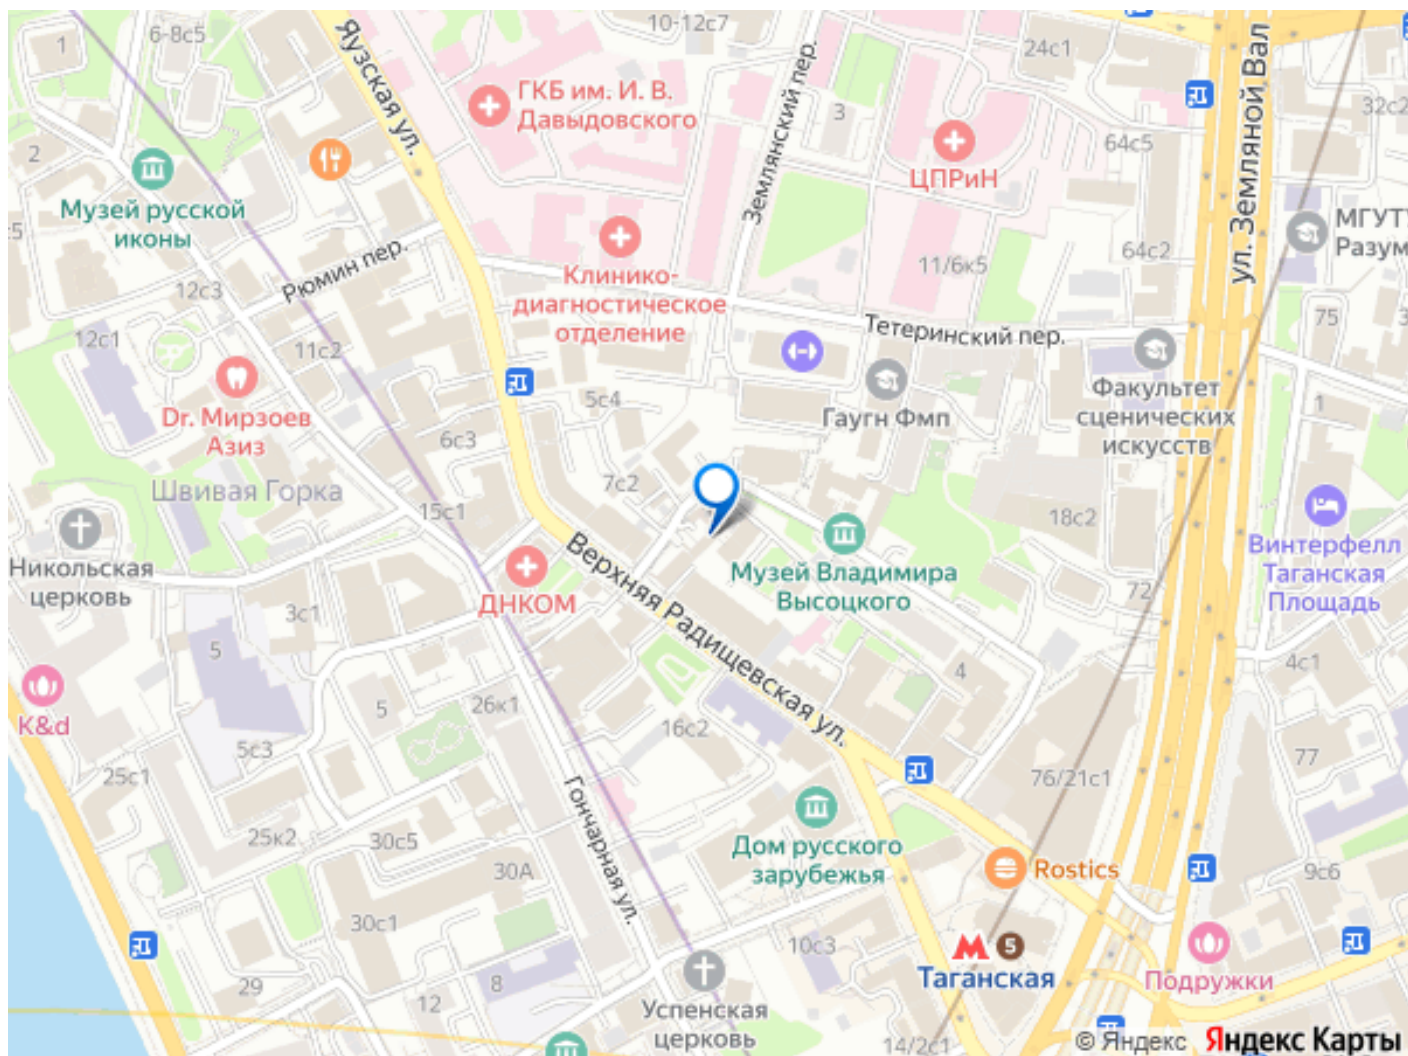 1
6-8с5
10-12с7
24с1
ул. Земляной Вал
Яузская ул.
ГКБ им. И. В.
Давыдовского
Землянский пер.
3
32с2
64с5
2
ЦПРиН
Музей русской
иконы
МГУТУ
Разум
с5
64с2
11/6к5
Рюмин пер.
Клинико-
диагностическое
отделение
12с3
Тетеринский пер.
75
12с1
11с2
Факультет
сценических
искусств
Гаугн Фмп
1
Dr. Мирзоев
Азиз
5с4
6с3
Швивая Горка
7с2
15с1
18с2
Винтерфелл
Таганская
Площадь
Никольская
церковь
Верхняя Радищевская ул.
Музей Владимира
Высоцкого
72
ДНКОМ
3с1
5
4
4с1
K&d
5
26к1
16с2
5с3
25с1
76/21с1
77
Гончарная ул.
25к2
30с5
Дом русского
зарубежья
Rostics
30А
9с6
30с1
10с3
5
Таганская
Подружки
29
12
8
Успенская
церковь
14/2с1
© Яндекс Яндекс Карты